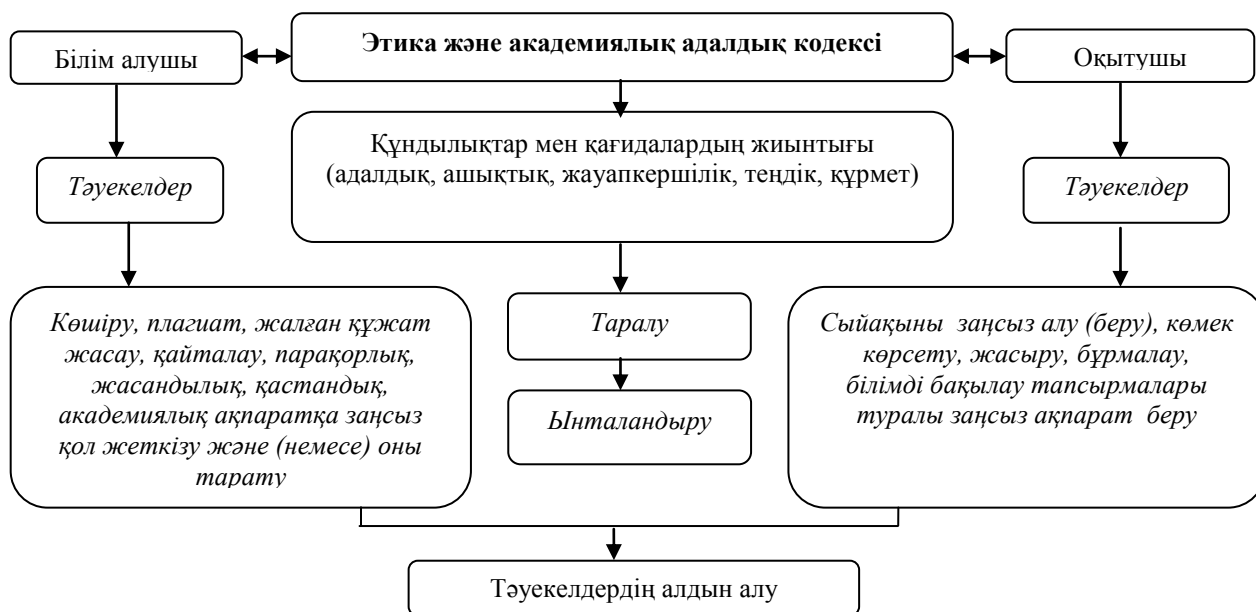 Этика және академиялық адалдық кодексі
Білім алушы
Оқытушы
Құндылықтар мен қағидалардың жиынтығы
(адалдық, ашықтық, жауапкершілік, теңдік, құрмет)
Тәуекелдер
Тәуекелдер
Көшіру, плагиат, жалған құжат
жасау, қайталау, парақорлық,
жасандылық, қастандық,
академиялық ақпаратқа заңсыз
қол жеткізу және (немесе) оны
тарату
Таралу
Ынталандыру
Сыйақыны заңсыз алу (беру), көмек
көрсету, жасыру, бұрмалау,
білімді бақылау тапсырмалары
туралы заңсыз ақпарат беру
Тәуекелдердің алдын алу